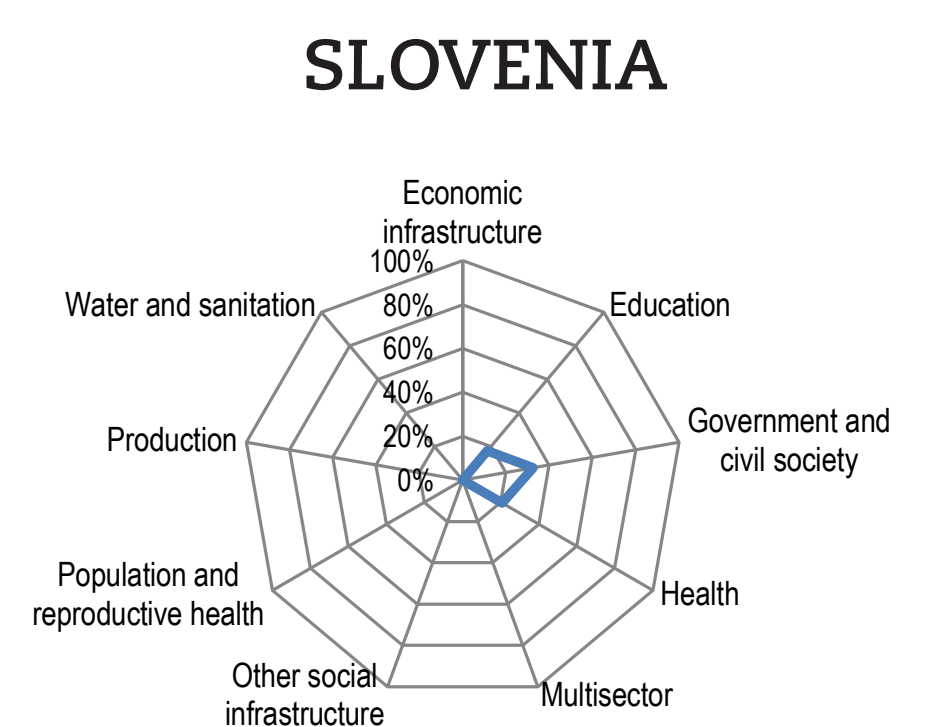 SLOVENIA
Economic
infrastructure
100%
Water and sanitation
80%
Education
60%
40%
Government and
civil society
Production
20%
0%
Population and
reproductive health
Health
Other social
infrastructure
Multisector